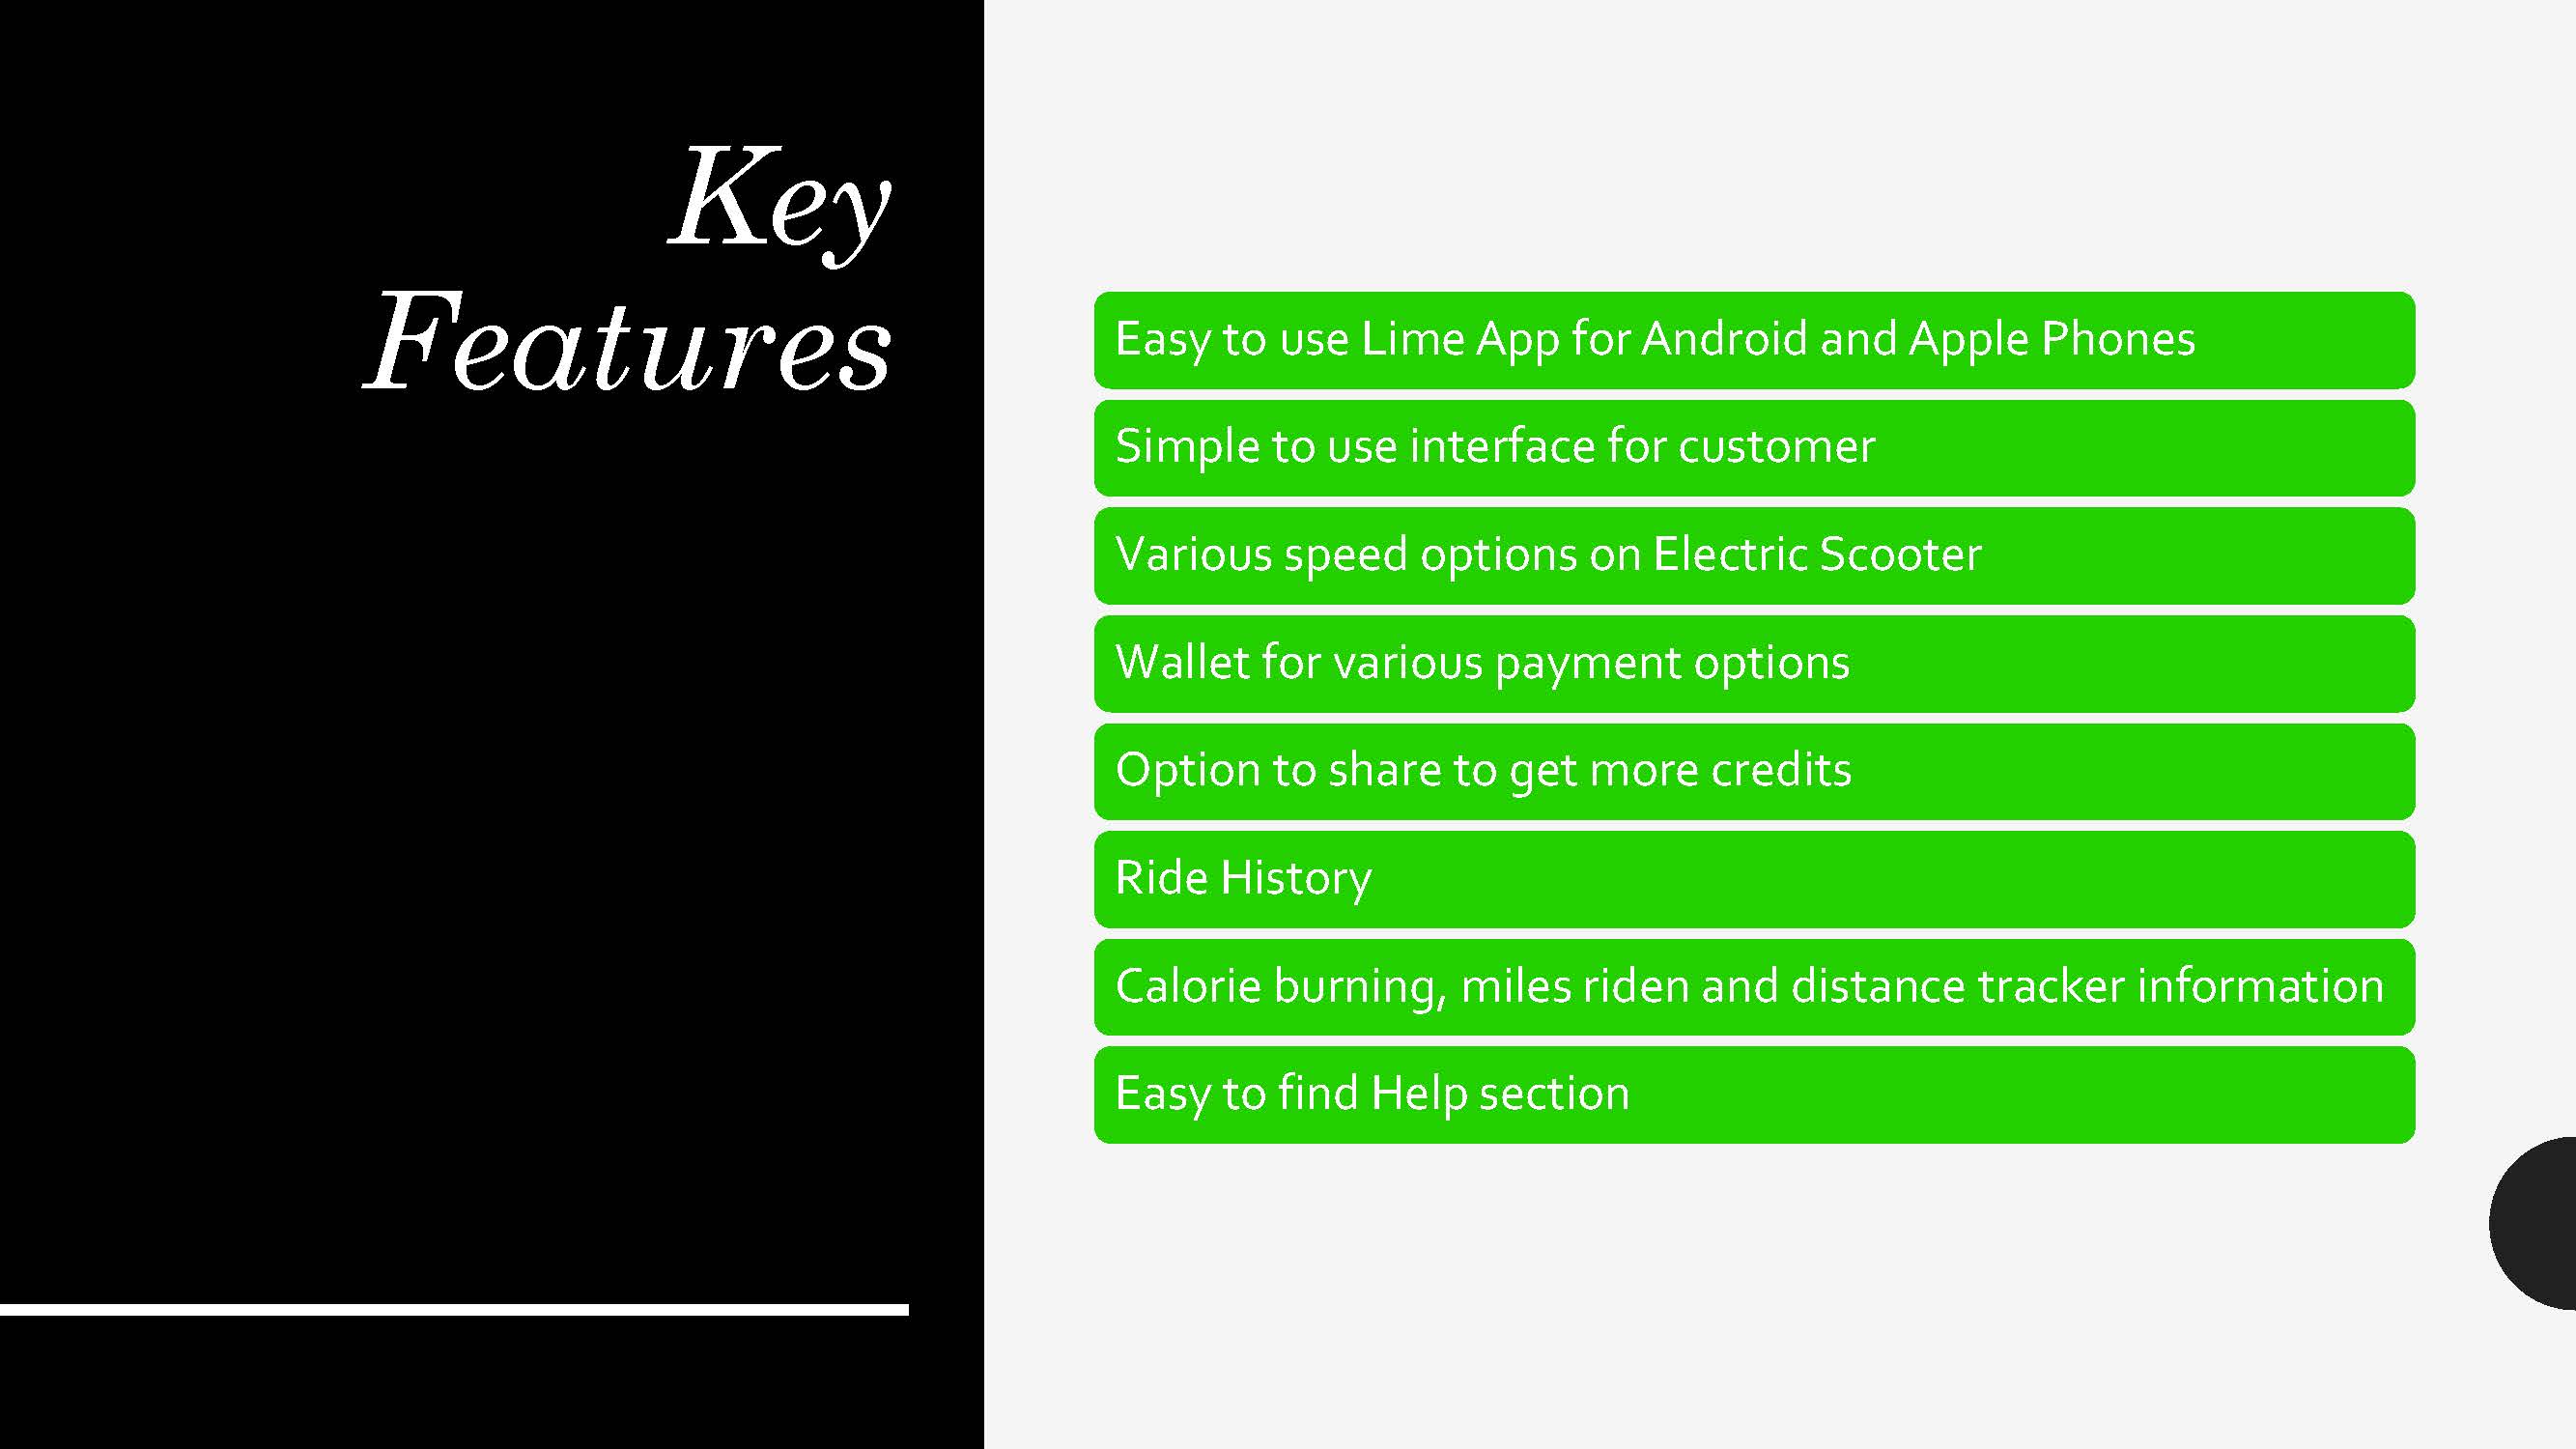 Key
Features
Easy to use Lime App for Android and Apple Phones
Simple to use interface for customer
Various speed options on Electric Scooter
Wallet for various payment options
Option to share to get more credits
Ride History
Calorie burning, miles riden and distance tracker information
Easy to find Help section